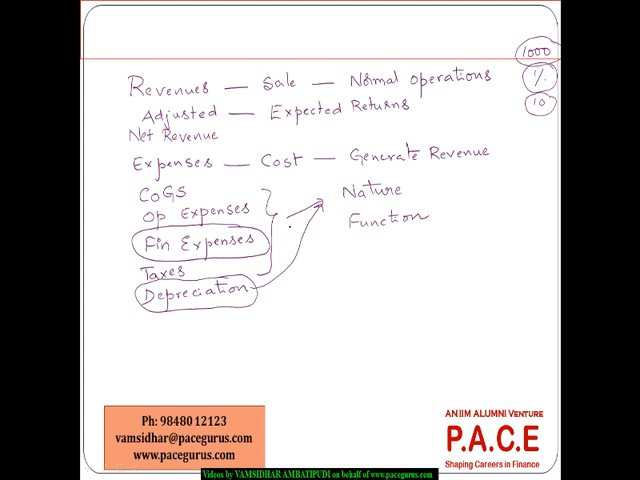 1000
Revenues — Sale — Normal operations
%
Adjusted — Expected Returns
10
Net Revenue
Expenses — Cost — Generate Revenue
CoGS
Nature
Op Expenses
Function
Fin Expenses
Taxes
Depreciation
Ph: 98480 12123
vamsidhar@pacegurus.com
www.pacegurus.com
AN IIM ALUMNI VENTURE
P.A.C.E
Shaping Careers in Finance
Videos by VAMSIDHAR AMBATIPUDI on behalf of www.pacegurus.com